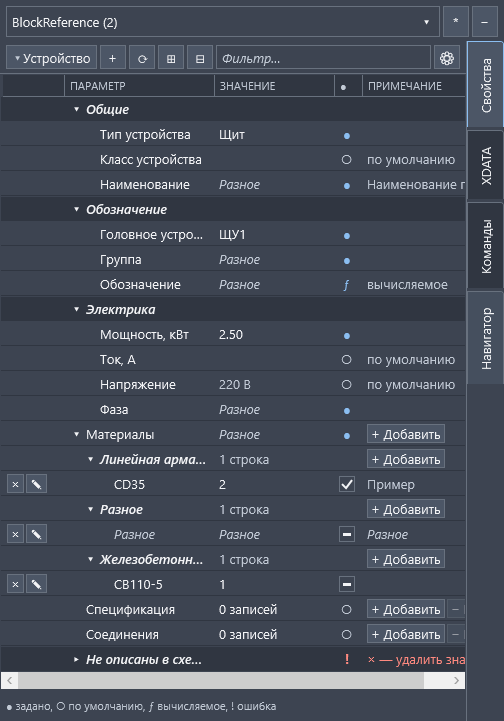 BlockReference (2) ▼ * −
▼ Устройство + ⟳ ⊞ ⊟ Фильтр...
ПАРАМЕТР ЗНАЧЕНИЕ ● ПРИМЕЧАНИЕ
▼ Общие
Тип устройства Щит ●
Класс устройства ○ по умолчанию
Наименование Разное ● Наименование
▼ Обозначение
Головное устро... ЩУ1 ●
Группа Разное ●
Обозначение Разное ƒ вычисляемое
▼ Электрика
Мощность, кВт 2.50 ●
Ток, А ○ по умолчанию
Напряжение 220 В ○ по умолчанию
Фаза Разное ●
▼ Материалы Разное ● + Добавить
▼ Линейная арма... 1 строка + Добавить
× CD35 2 ✓ Пример
▼ Разное 1 строка + Добавить
× Разное Разное Разное
▼ Железобетонн... 1 строка + Добавить
× СВ110-5 1
Спецификация 0 записей ○ + Добавить −
Соединения 0 записей ○ + Добавить −
► Не описаны в схе... ! × — удалить зна
● задано, ○ по умолчанию, ƒ вычисляемое, ! ошибка
Свойства
XDATA
Команды
Навигатор